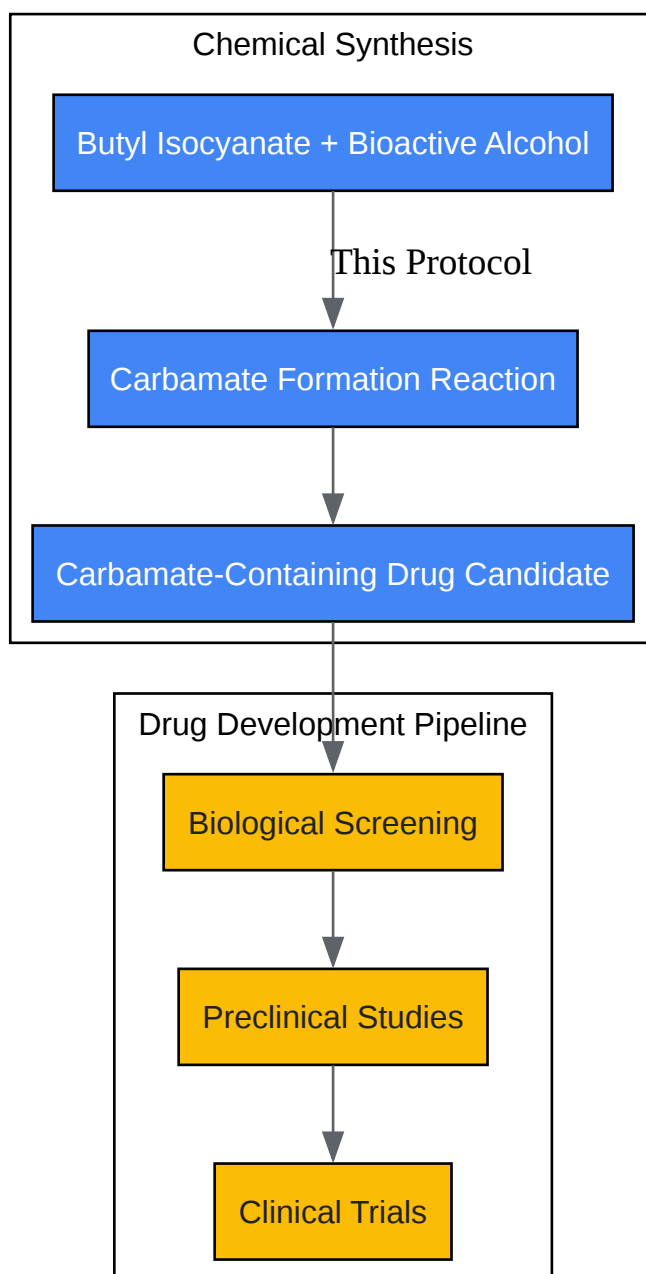 Chemical Synthesis
Butyl Isocyanate + Bioactive Alcohol
This Protocol
Carbamate Formation Reaction
Carbamate-Containing Drug Candidate
Drug Development Pipeline
Biological Screening
Preclinical Studies
Clinical Trials